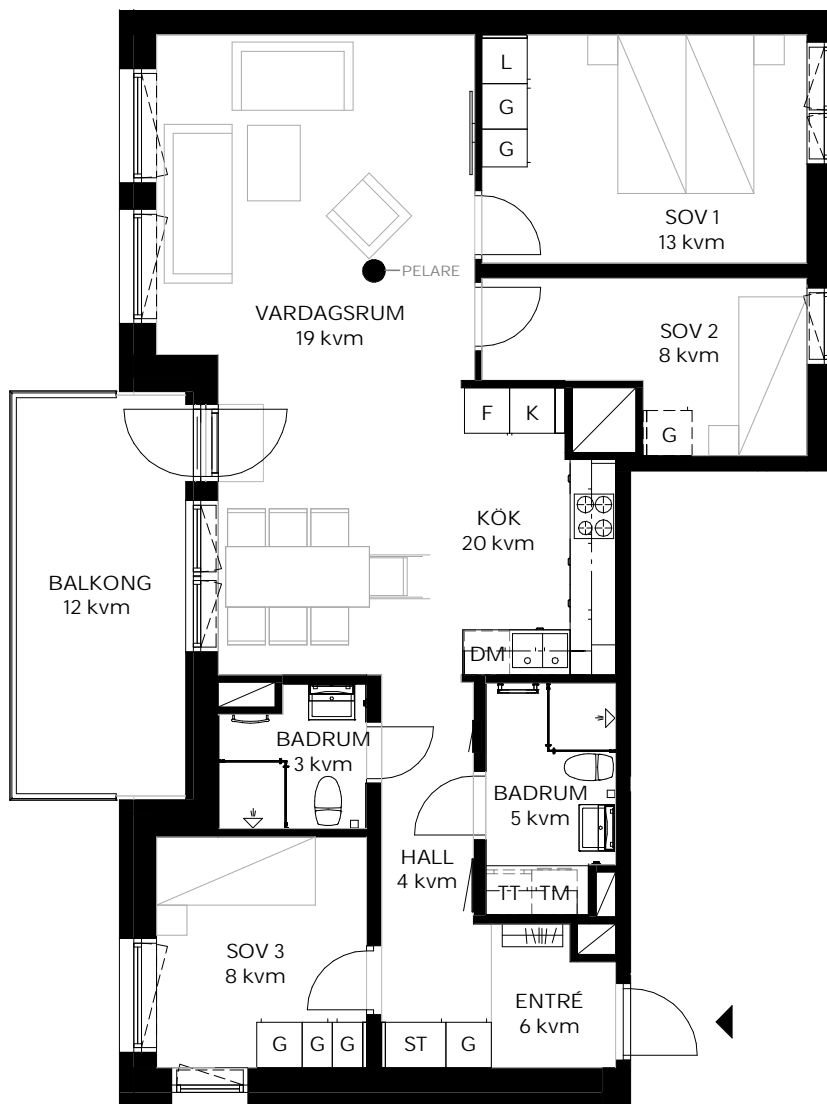 L
G
G
SOV 1
13 kvm
PELARE
VARDAGSRUM
19 kvm
SOV 2
8 kvm
F K
G
KÖK
20 kvm
BALKONG
12 kvm
DM
BADRUM
3 kvm
BADRUM
5 kvm
HALL
4 kvm
TT TM
SOV 3
8 kvm
ENTRÉ
6 kvm
G G G ST G